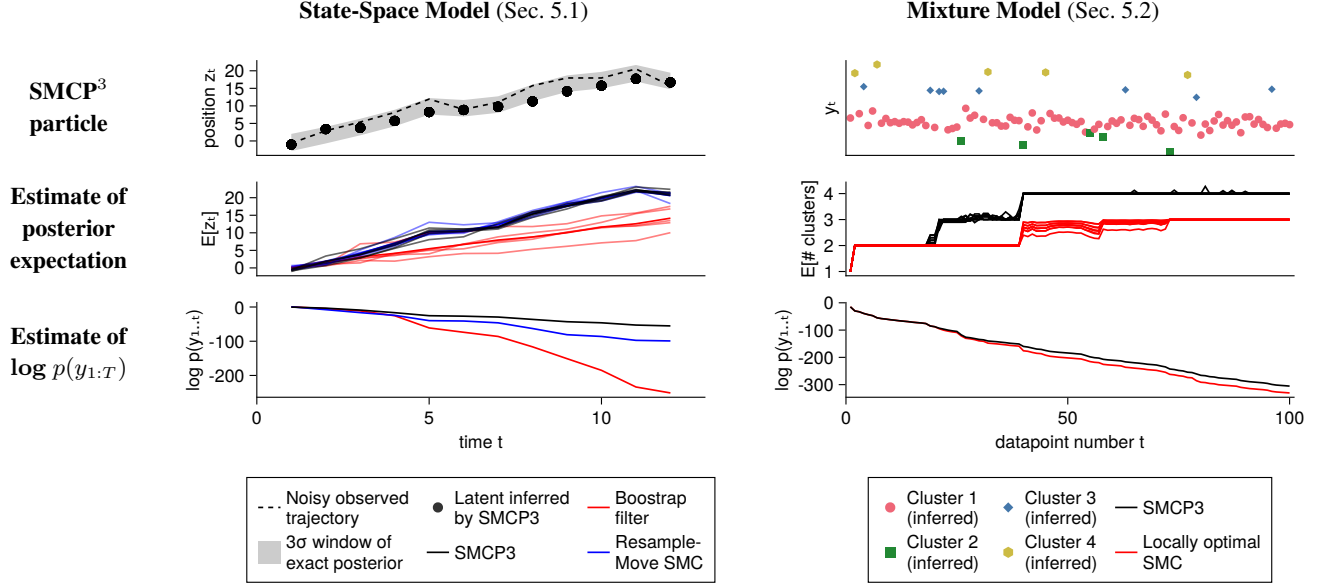 State-Space Model (Sec. 5.1)
Mixture Model (Sec. 5.2)
SMCP³
particle
position zₜ
20
15
10
5
0
yₜ
Estimate of
posterior
expectation
E[zₜ]
20
15
10
5
0
E[# clusters]
4
3
2
1
Estimate of
log p(y₁:T)
log p(y₁...ₜ)
0
-100
-200
0
5
10
time t
log p(y₁...ₜ)
0
-100
-200
-300
0
50
100
datapoint number t
Noisy observed
trajectory
3σ window of
exact posterior
Latent inferred
by SMCP3
SMCP3
Boostrap
filter
Resample-
Move SMC
Cluster 1
(inferred)
Cluster 2
(inferred)
Cluster 3
(inferred)
Cluster 4
(inferred)
SMCP3
Locally optimal
SMC